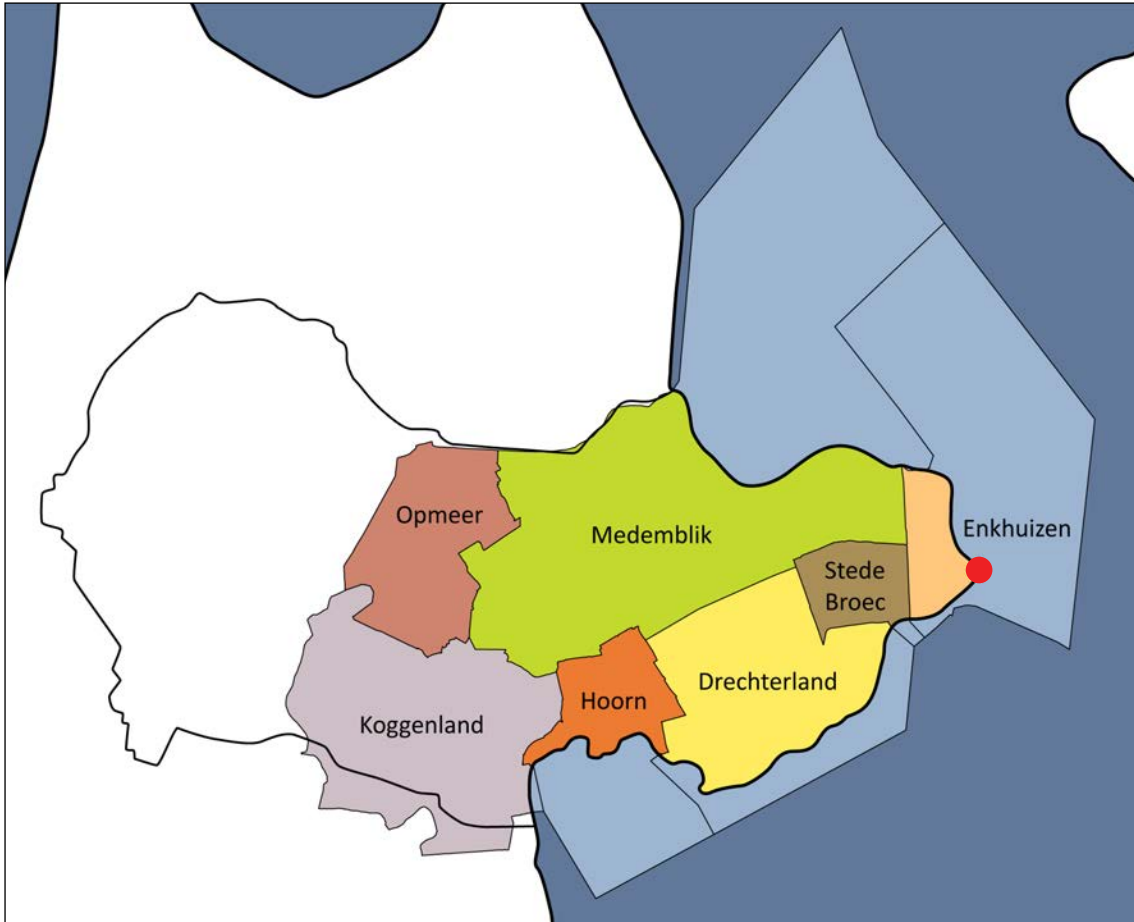 Opmeer
Medemblik
Enkhuizen
Stede
Broec
Drechterland
Hoorn
Koggenland